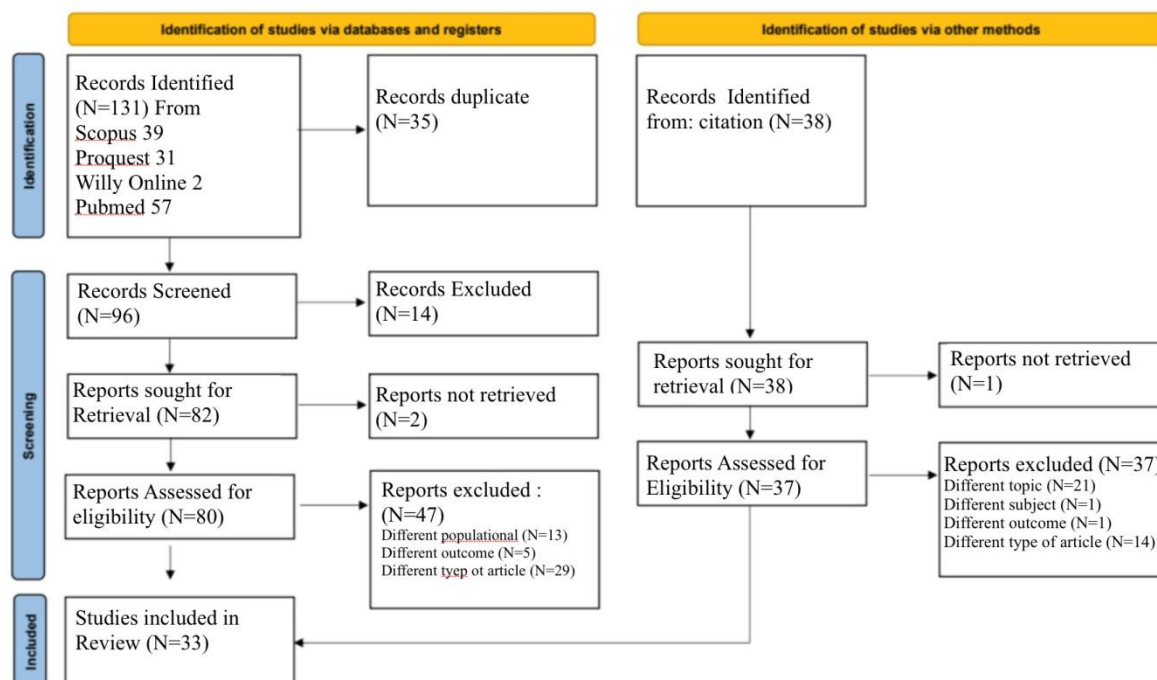 Identification of studies via databases and registers
Identification of studies via other methods
Identification
Records Identified
(N=131) From
Scopus 39
Proquest 31
Willy Online 2
Pubmed 57
Records duplicate
(N=35)
Records Identified
from: citation (N=38)
Screening
Records Screened
(N=96)
Records Excluded
(N=14)
Reports sought for
Retrieval (N=82)
Reports not retrieved
(N=2)
Reports sought for
retrieval (N=38)
Reports not retrieved
(N=1)
Reports Assessed for
eligibility (N=80)
Reports excluded :
(N=47)
Different populational (N=13)
Different outcome (N=5)
Different tyep ot article (N=29)
Reports Assessed for
Eligibility (N=37)
Reports excluded (N=37)
Different topic (N=21)
Different subject (N=1)
Different outcome (N=1)
Different type of article (N=14)
Included
Studies included in
Review (N=33)